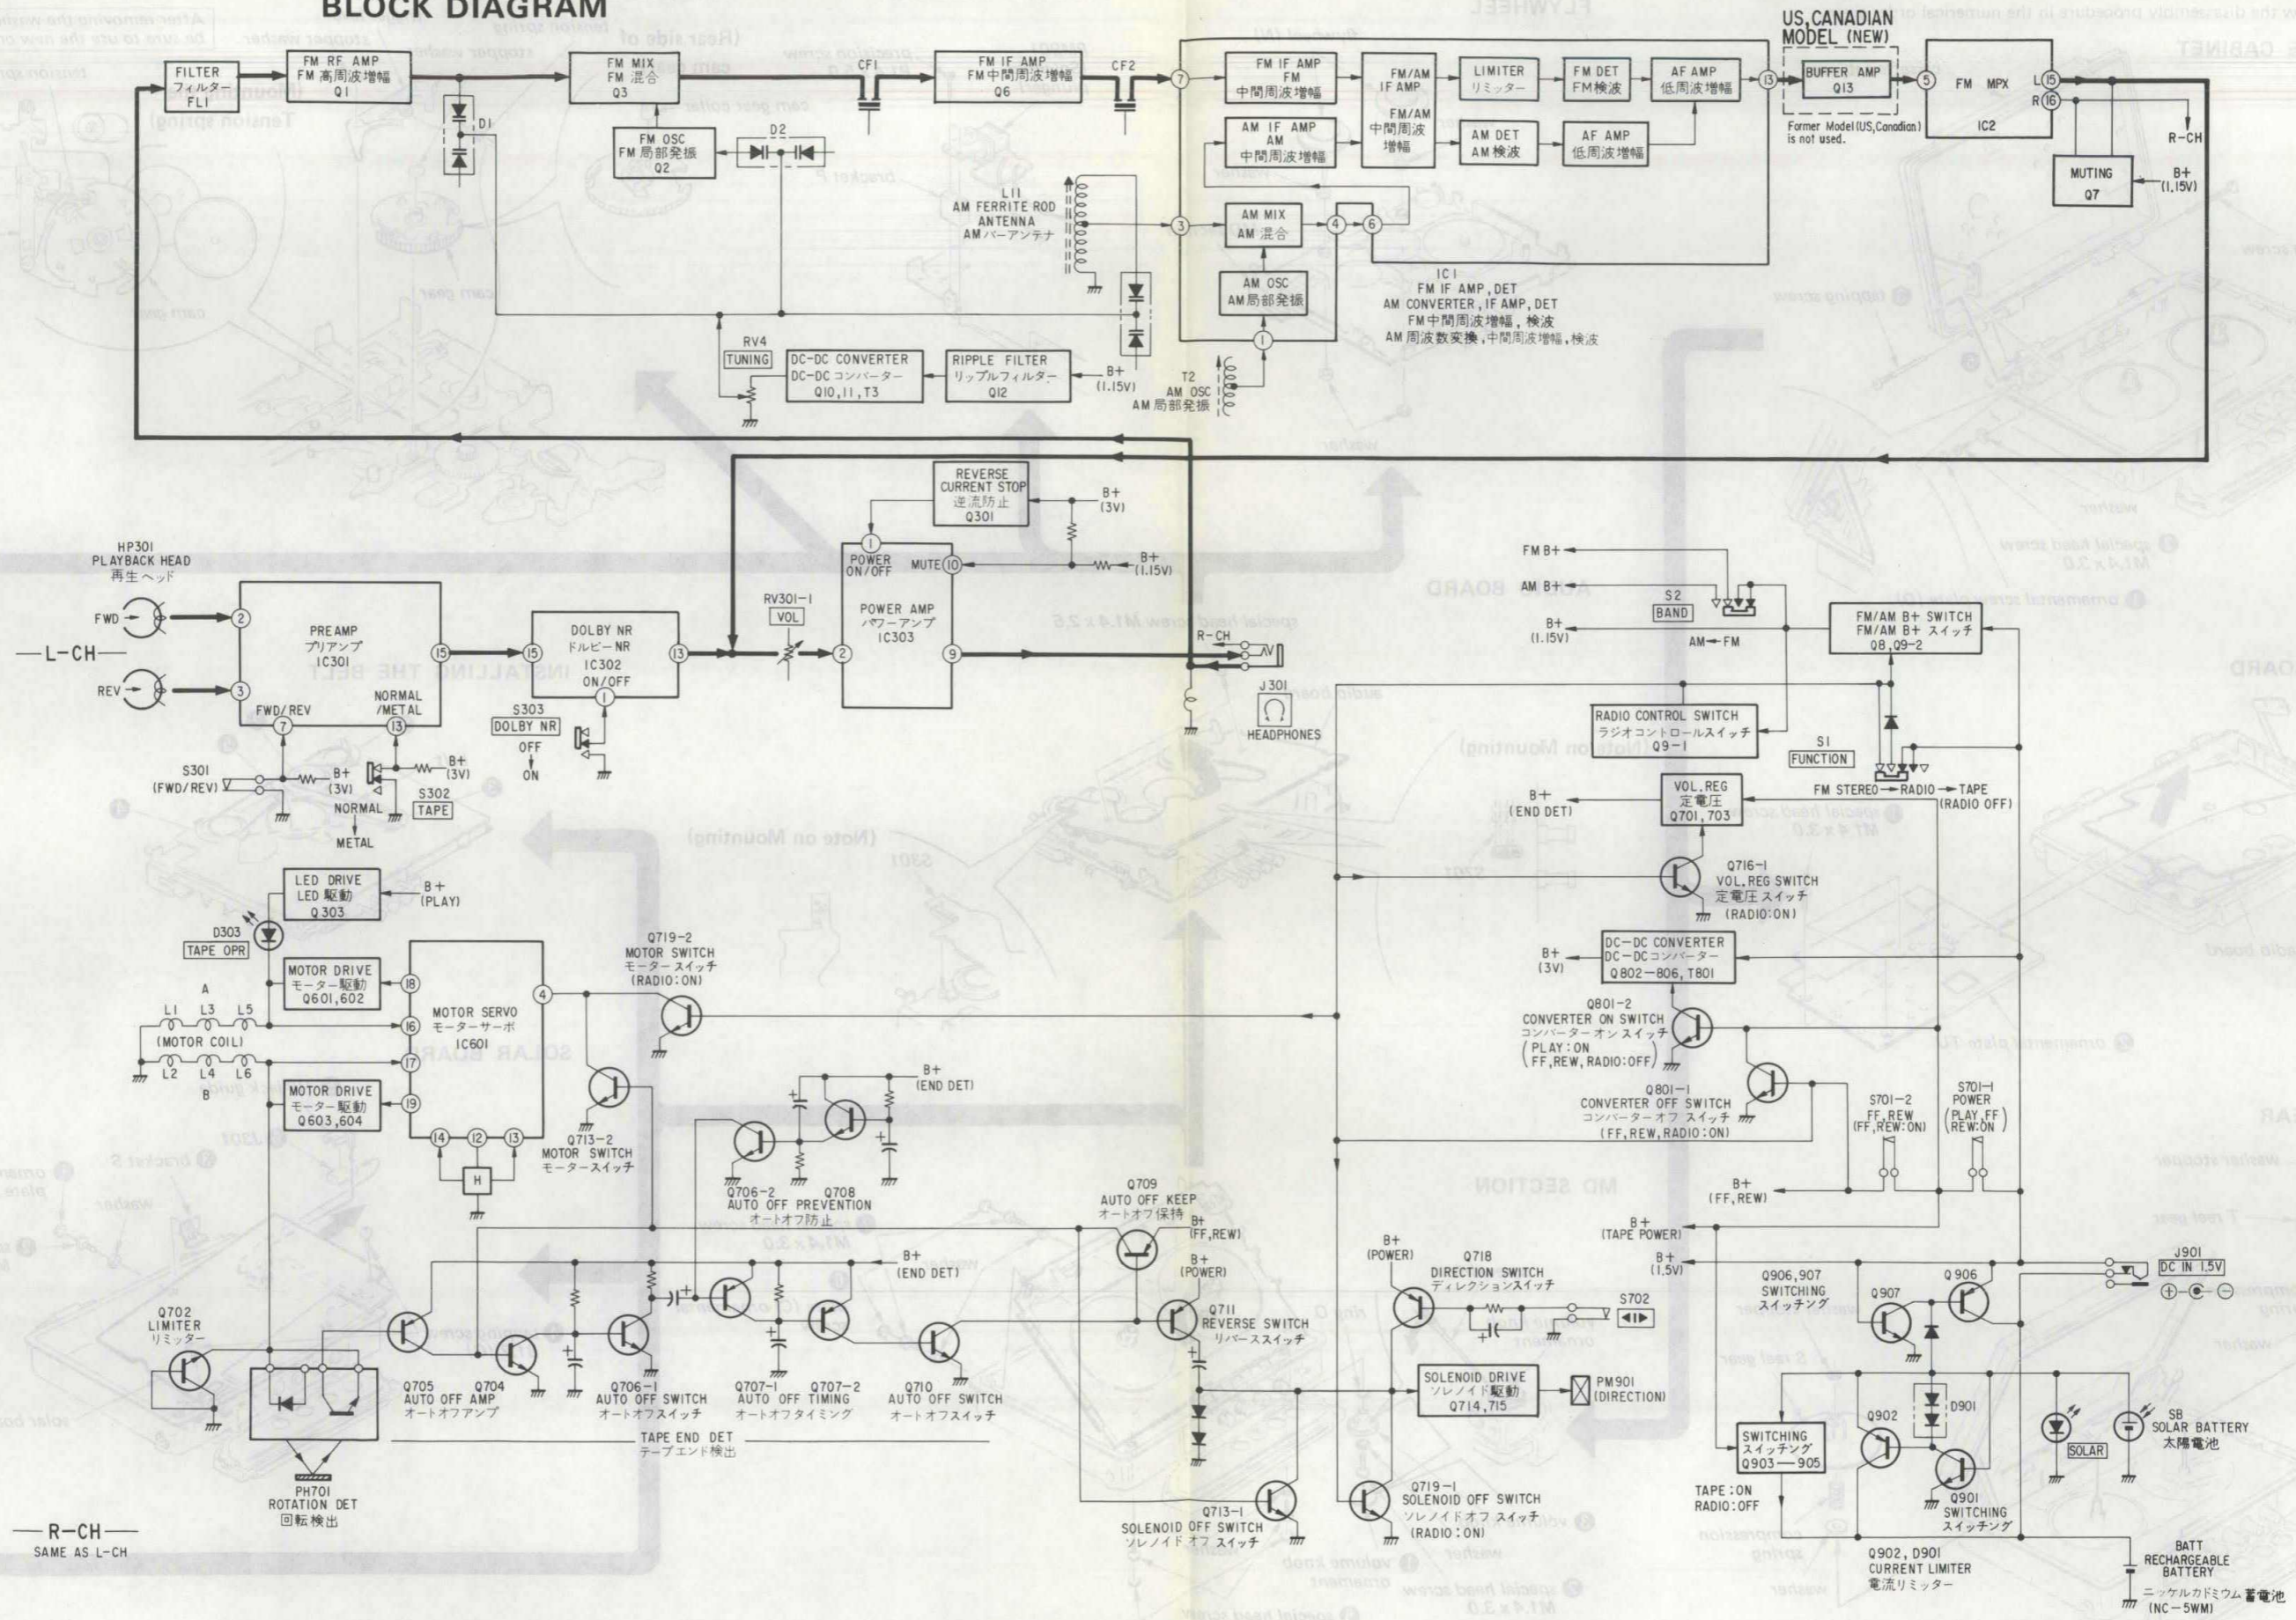 BLOCK DIAGRAM
FILTER
フィルター
FL1
FM RF AMP
FM 高周波増幅
Q1
D1
FM MIX
FM 混合
Q3
FM OSC
FM 局部発振
Q2
D2
CF1
FM IF AMP
FM中間周波増幅
Q6
CF2
7
FM IF AMP
FM
中間周波増幅
AM IF AMP
AM
中間周波増幅
FM/AM
IF AMP
FM/AM
中間周波
増幅
LIMITER
リミッター
FM DET
FM検波
AF AMP
低周波増幅
AM DET
AM 検波
AF AMP
低周波増幅
13
US,CANADIAN
MODEL (NEW)
BUFFER AMP
Q13
Former Model(US,Canadian)
is not used.
5
FM MPX
IC2
L 15
R 16
R-CH
MUTING
Q7
B+
(1.15V)
L11
AM FERRITE ROD
ANTENNA
AM バーアンテナ
3
AM MIX
AM 混合
4
6
AM OSC
AM局部発振
1
IC1
FM IF AMP, DET
AM CONVERTER, IF AMP, DET
FM中間周波増幅, 検波
AM 周波数変換,中間周波増幅,検波
T2
AM OSC
AM 局部発振
RV4
TUNING
DC-DC CONVERTER
DC-DC コンバーター
Q10,11,T3
RIPPLE FILTER
リップルフィルター
Q12
B+
(1.15V)
REVERSE
CURRENT STOP
逆流防止
Q301
B+
(3V)
HP301
PLAYBACK HEAD
再生ヘッド
FWD
L-CH
REV
2
3
PREAMP
プリアンプ
IC301
15
FWD/REV
7
NORMAL
/METAL
13
S301
(FWD/REV)
B+
(3V)
B+
(3V)
S302
TAPE
NORMAL
METAL
15
DOLBY NR
ドルビーNR
IC302
ON/OFF
1
13
S303
DOLBY NR
OFF
ON
RV301-1
VOL
1
POWER
ON/OFF
MUTE 10
POWER AMP
パワーアンプ
IC303
2
9
B+
(1.15V)
R-CH
J301
HEADPHONES
FM B+
AM B+
S2
BAND
B+
(1.15V)
AM←FM
FM/AM B+ SWITCH
FM/AM B+ スイッチ
Q8,Q9-2
RADIO CONTROL SWITCH
ラジオコントロールスイッチ
Q9-1
S1
FUNCTION
FM STEREO→RADIO→TAPE
(RADIO OFF)
B+
(END DET)
VOL.REG
定電圧
Q701,703
Q716-1
VOL.REG SWITCH
定電圧スイッチ
(RADIO:ON)
B+
(3V)
DC-DC CONVERTER
DC-DCコンバーター
Q802-806,T801
Q801-2
CONVERTER ON SWITCH
コンバーターオンスイッチ
(PLAY:ON
FF,REW,RADIO:OFF)
Q801-1
CONVERTER OFF SWITCH
コンバーターオフ スイッチ
(FF,REW,RADIO:ON)
S701-2
FF,REW
(FF,REW:ON)
S701-1
POWER
(PLAY,FF
REW:ON)
B+
(FF,REW)
B+
(TAPE POWER)
B+
(1.5V)
LED DRIVE
LED 駆動
Q303
B+
(PLAY)
D303
TAPE OPR
MOTOR DRIVE
モーター駆動
Q601,602
A
L1 L3 L5
(MOTOR COIL)
L2 L4 L6
B
MOTOR DRIVE
モーター駆動
Q603,604
18
16
17
19
MOTOR SERVO
モーターサーボ
IC601
4
14 12 13
H
Q719-2
MOTOR SWITCH
モータースイッチ
(RADIO:ON)
Q713-2
MOTOR SWITCH
モータースイッチ
B+
(END DET)
Q706-2 Q708
AUTO OFF PREVENTION
オートオフ防止
Q709
AUTO OFF KEEP
オートオフ保持
B+
(FF,REW)
B+
(POWER)
B+
(END DET)
Q702
LIMITER
リミッター
Q705 Q704
AUTO OFF AMP
オートオフアンプ
Q706-1
AUTO OFF SWITCH
オートオフスイッチ
Q707-1 Q707-2
AUTO OFF TIMING
オートオフタイミング
Q710
AUTO OFF SWITCH
オートオフスイッチ
TAPE END DET
テープエンド検出
PH701
ROTATION DET
回転検出
Q711
REVERSE SWITCH
リバーススイッチ
B+
(POWER)
Q718
DIRECTION SWITCH
ディレクションスイッチ
S702
SOLENOID DRIVE
ソレノイド駆動
Q714,715
PM901
(DIRECTION)
Q713-1
SOLENOID OFF SWITCH
ソレノイド オフ スイッチ
Q719-1
SOLENOID OFF SWITCH
ソレノイドオフ スイッチ
(RADIO:ON)
Q906,907
SWITCHING
スイッチング
Q907
Q906
J901
DC IN 1.5V
SWITCHING
スイッチング
Q903—905
TAPE:ON
RADIO:OFF
Q902
D901
Q901
SWITCHING
スイッチング
SOLAR
SB
SOLAR BATTERY
太陽電池
Q902, D901
CURRENT LIMITER
電流リミッター
BATT
RECHARGEABLE
BATTERY
ニッケルカドミウム蓄電池
(NC-5WM)
R-CH
SAME AS L-CH